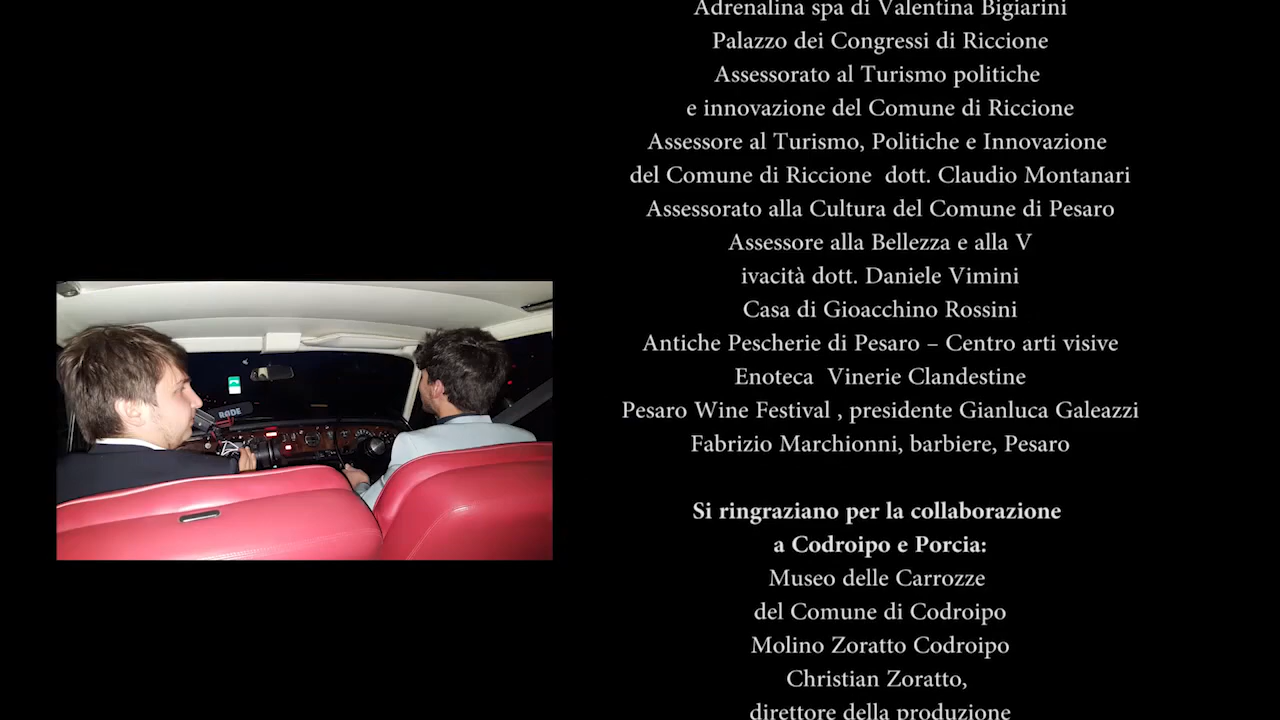 Adrenalina spa di Valentina Bigiarini
Palazzo dei Congressi di Riccione
Assessorato al Turismo politiche
e innovazione del Comune di Riccione
Assessore al Turismo, Politiche e Innovazione
del Comune di Riccione  dott. Claudio Montanari
Assessorato alla Cultura del Comune di Pesaro
Assessore alla Bellezza e alla V
ivacità dott. Daniele Vimini
Casa di Gioacchino Rossini
Antiche Pescherie di Pesaro – Centro arti visive
Enoteca  Vinerie Clandestine
Pesaro Wine Festival , presidente Gianluca Galeazzi
Fabrizio Marchionni, barbiere, Pesaro
Si ringraziano per la collaborazione
a Codroipo e Porcia:
Museo delle Carrozze
del Comune di Codroipo
Molino Zoratto Codroipo
Christian Zoratto,
direttore della produzione
RØDE